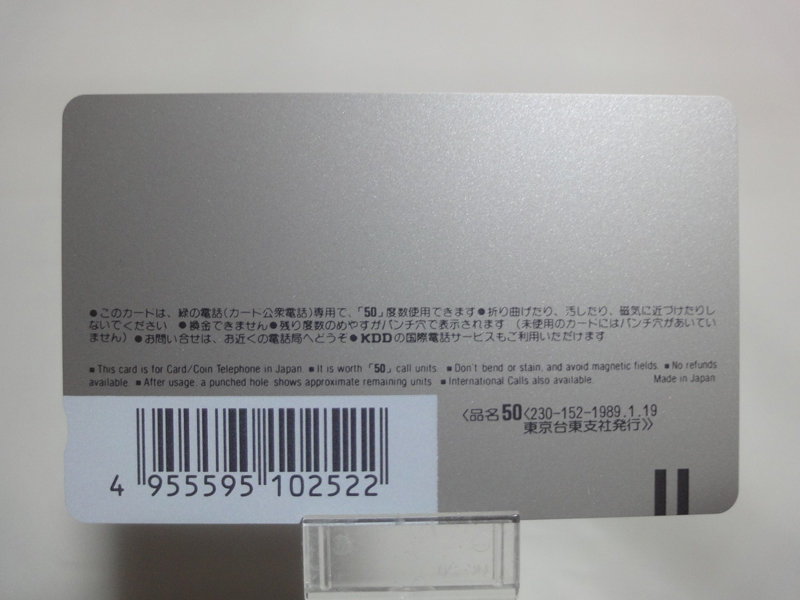 ●このカードは、緑の電話(カード公衆電話)専用で、「50」度数使用できます●折り曲げたり、汚したり、磁気に近づけたりし
ないでください ●換金できません●残り度数のめやすがパンチ穴で表示されます (未使用のカードにはパンチ穴があいてい
ません) ●お問い合せは、お近くの電話局へどうぞ●KDDの国際電話サービスもご利用いただけます
■This card is for Card/Coin Telephone in Japan. ■It is worth「50」call units. ■Don't bend or stain, and avoid magnetic fields. ■No refunds
available. ■After usage, a punched hole shows approximate remaining units. ■International Calls also available. Made in Japan
〈品名50〈230-152-1989.1.19
東京台東支社発行〉〉
4 955595 102522